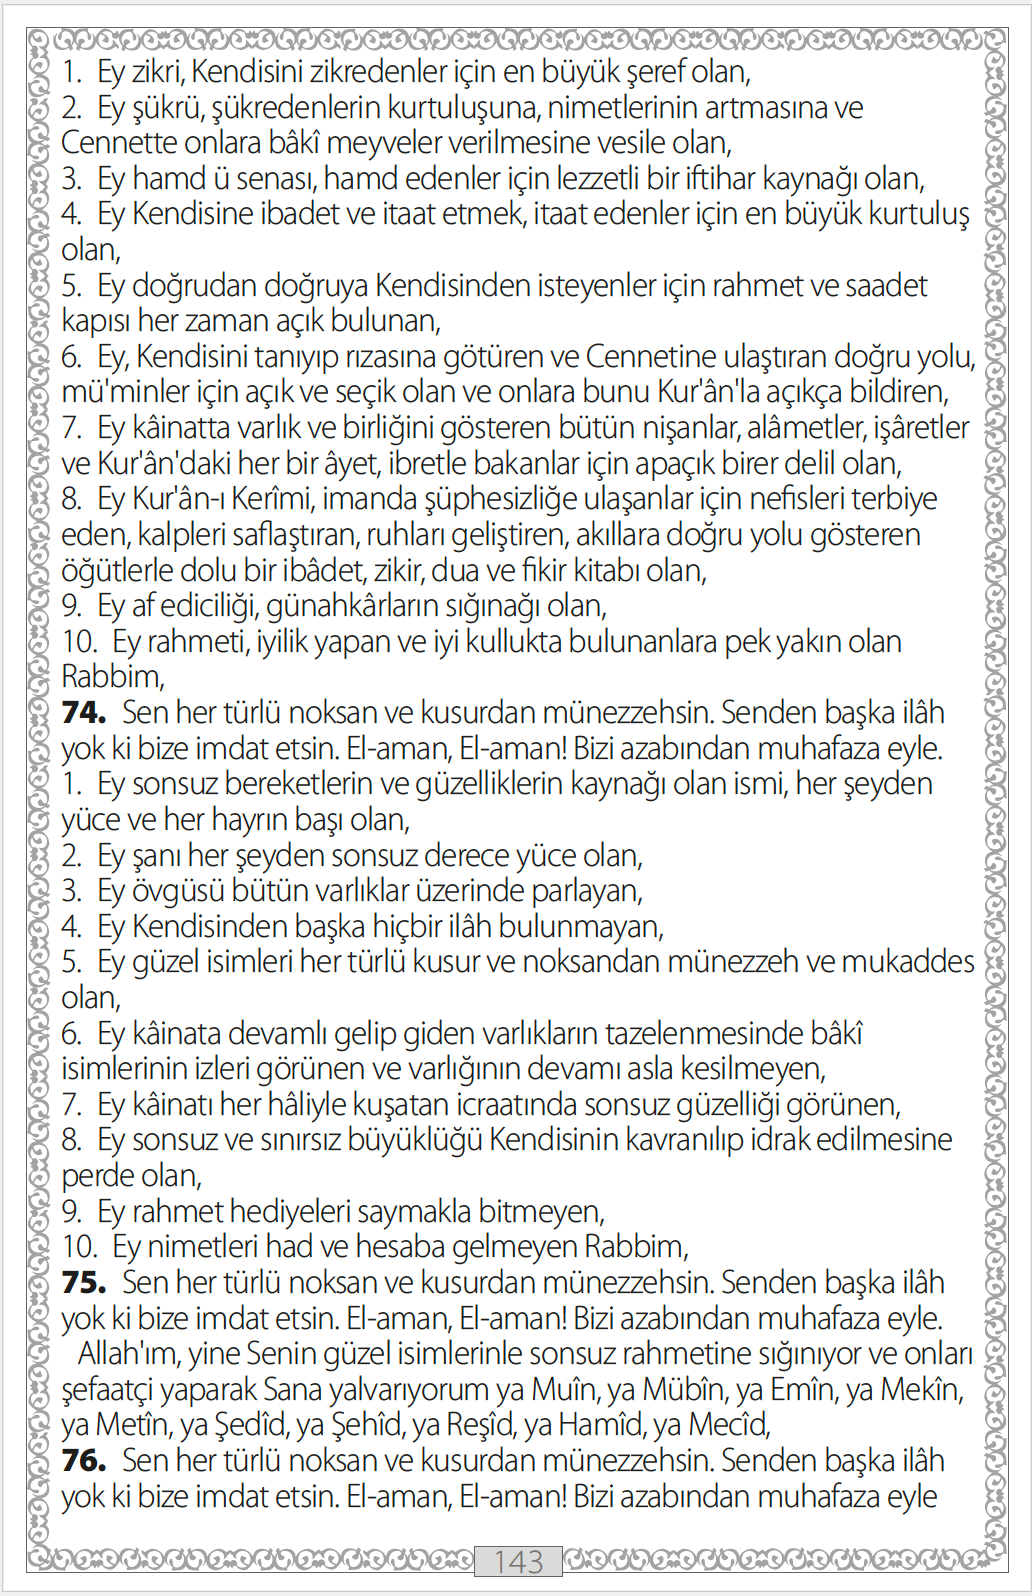 1. Ey zikri, Kendisini zikredenler için en büyük şeref olan,
2. Ey şükrü, şükredenlerin kurtuluşuna, nimetlerinin artmasına ve
Cennette onlara bâkî meyveler verilmesine vesile olan,
3. Ey hamd ü senası, hamd edenler için lezzetli bir iftihar kaynağı olan,
4. Ey Kendisine ibadet ve itaat etmek, itaat edenler için en büyük kurtuluş
olan,
5. Ey doğrudan doğruya Kendisinden isteyenler için rahmet ve saadet
kapısı her zaman açık bulunan,
6. Ey, Kendisini tanıyıp rızasına götüren ve Cennetine ulaştıran doğru yolu,
mü'minler için açık ve seçik olan ve onlara bunu Kur'ân'la açıkça bildiren,
7. Ey kâinatta varlık ve birliğini gösteren bütün nişanlar, alâmetler, işâretler
ve Kur'ân'daki her bir âyet, ibretle bakanlar için apaçık birer delil olan,
8. Ey Kur'ân-ı Kerîmi, imanda şüphesizliğe ulaşanlar için nefisleri terbiye
eden, kalpleri saflaştıran, ruhları geliştiren, akıllara doğru yolu gösteren
öğütlerle dolu bir ibâdet, zikir, dua ve fikir kitabı olan,
9. Ey af ediciliği, günahkârların sığınağı olan,
10. Ey rahmeti, iyilik yapan ve iyi kullukta bulunanlara pek yakın olan
Rabbim,
74. Sen her türlü noksan ve kusurdan münezzehsin. Senden başka ilâh
yok ki bize imdat etsin. El-aman, El-aman! Bizi azabından muhafaza eyle.
1. Ey sonsuz bereketlerin ve güzelliklerin kaynağı olan ismi, her şeyden
yüce ve her hayrın başı olan,
2. Ey şanı her şeyden sonsuz derece yüce olan,
3. Ey övgüsü bütün varlıklar üzerinde parlayan,
4. Ey Kendisinden başka hiçbir ilâh bulunmayan,
5. Ey güzel isimleri her türlü kusur ve noksandan münezzeh ve mukaddes
olan,
6. Ey kâinata devamlı gelip giden varlıkların tazelenmesinde bâkî
isimlerinin izleri görünen ve varlığının devamı asla kesilmeyen,
7. Ey kâinatı her hâliyle kuşatan icraatında sonsuz güzelliği görünen,
8. Ey sonsuz ve sınırsız büyüklüğü Kendisinin kavranılıp idrak edilmesine
perde olan,
9. Ey rahmet hediyeleri saymakla bitmeyen,
10. Ey nimetleri had ve hesaba gelmeyen Rabbim,
75. Sen her türlü noksan ve kusurdan münezzehsin. Senden başka ilâh
yok ki bize imdat etsin. El-aman, El-aman! Bizi azabından muhafaza eyle.
Allah'ım, yine Senin güzel isimlerinle sonsuz rahmetine sığınıyor ve onları
şefaatçi yaparak Sana yalvarıyorum ya Muîn, ya Mübîn, ya Emîn, ya Mekîn,
ya Metîn, ya Şedîd, ya Şehîd, ya Reşîd, ya Hamîd, ya Mecîd,
76. Sen her türlü noksan ve kusurdan münezzehsin. Senden başka ilâh
yok ki bize imdat etsin. El-aman, El-aman! Bizi azabından muhafaza eyle
143